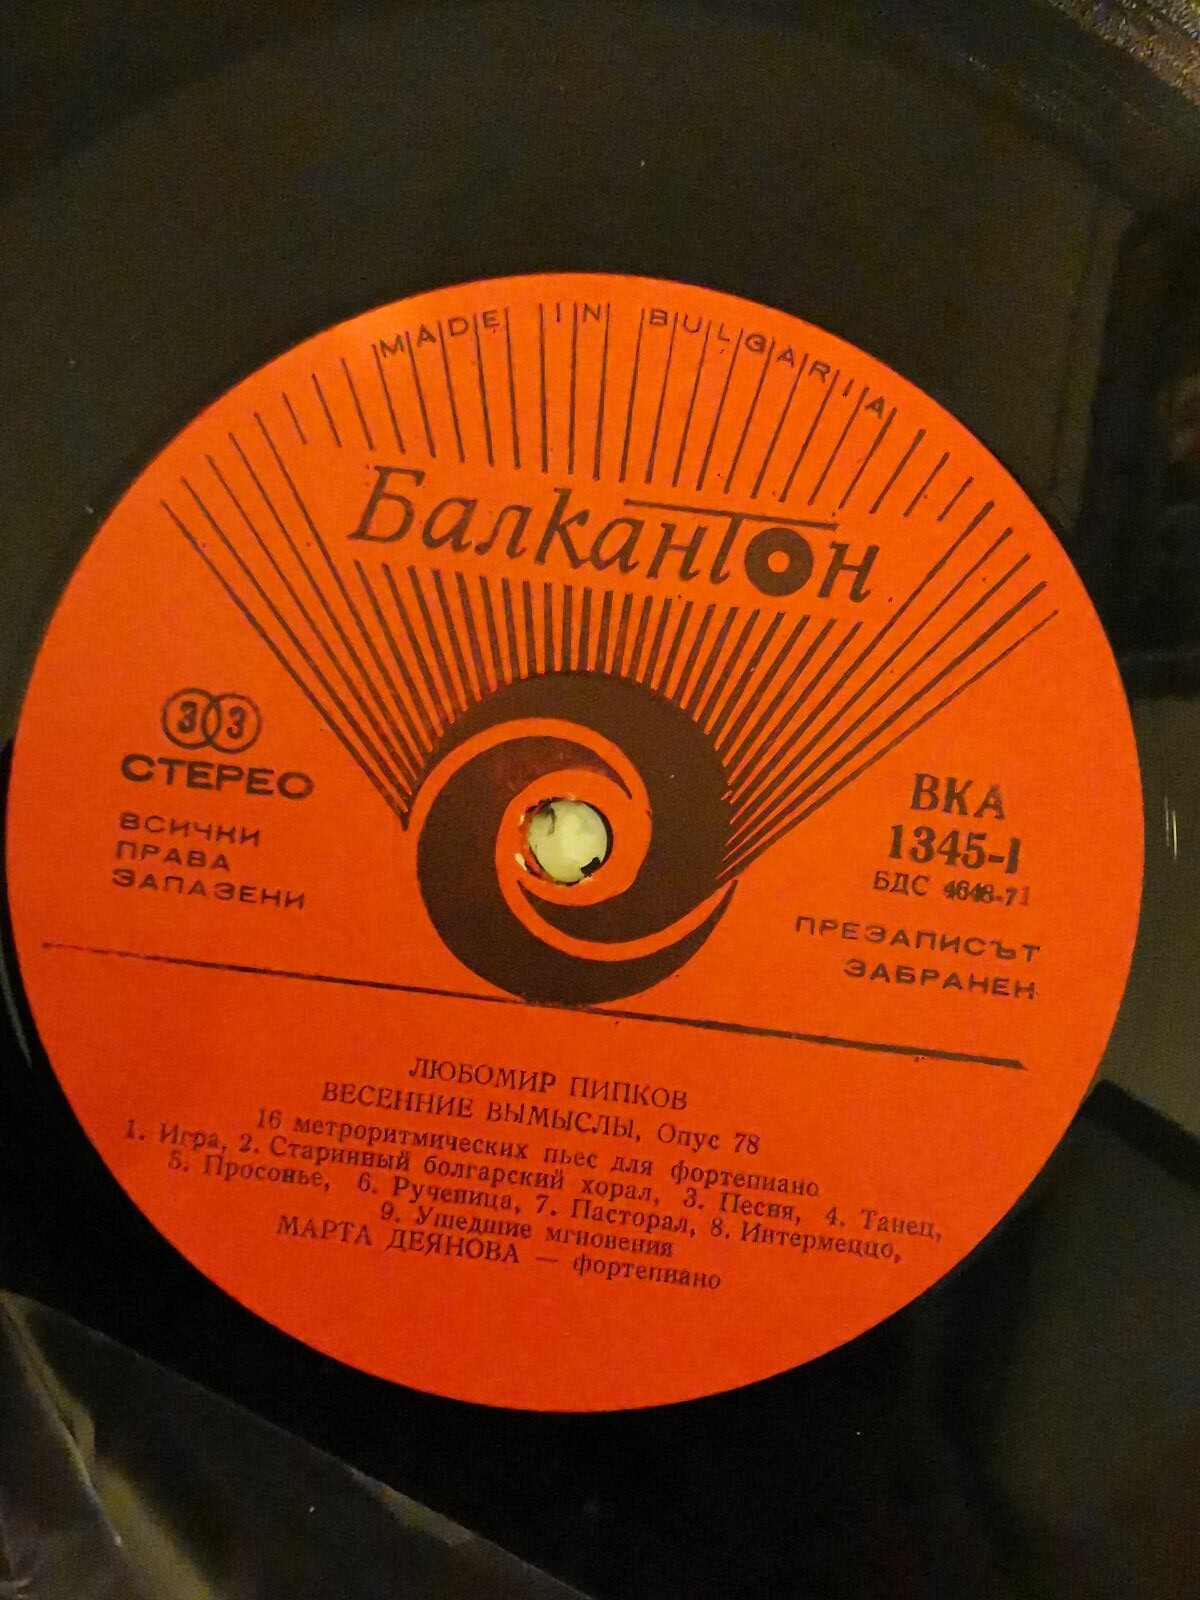 MADE IN BULGARIA
Балкантон
33
СТЕРЕО
ВСИЧКИ
ПРАВА
ЗАПАЗЕНИ
ВКА
1345-I
БДС 4648-71
ПРЕЗАПИСЪТ
ЗАБРАНЕН
ЛЮБОМИР ПИПКОВ
ВЕСЕННИЕ ВЫМЫСЛЫ, Опус 78
16 метроритмических пьес для фортепиано
1. Игра, 2. Старинный болгарский хорал, 3. Песня, 4. Танец,
5. Просонье, 6. Рученица, 7. Пасторал, 8. Интермеццо,
9. Ушедшие мгновения
МАРТА ДЕЯНОВА — фортепиано